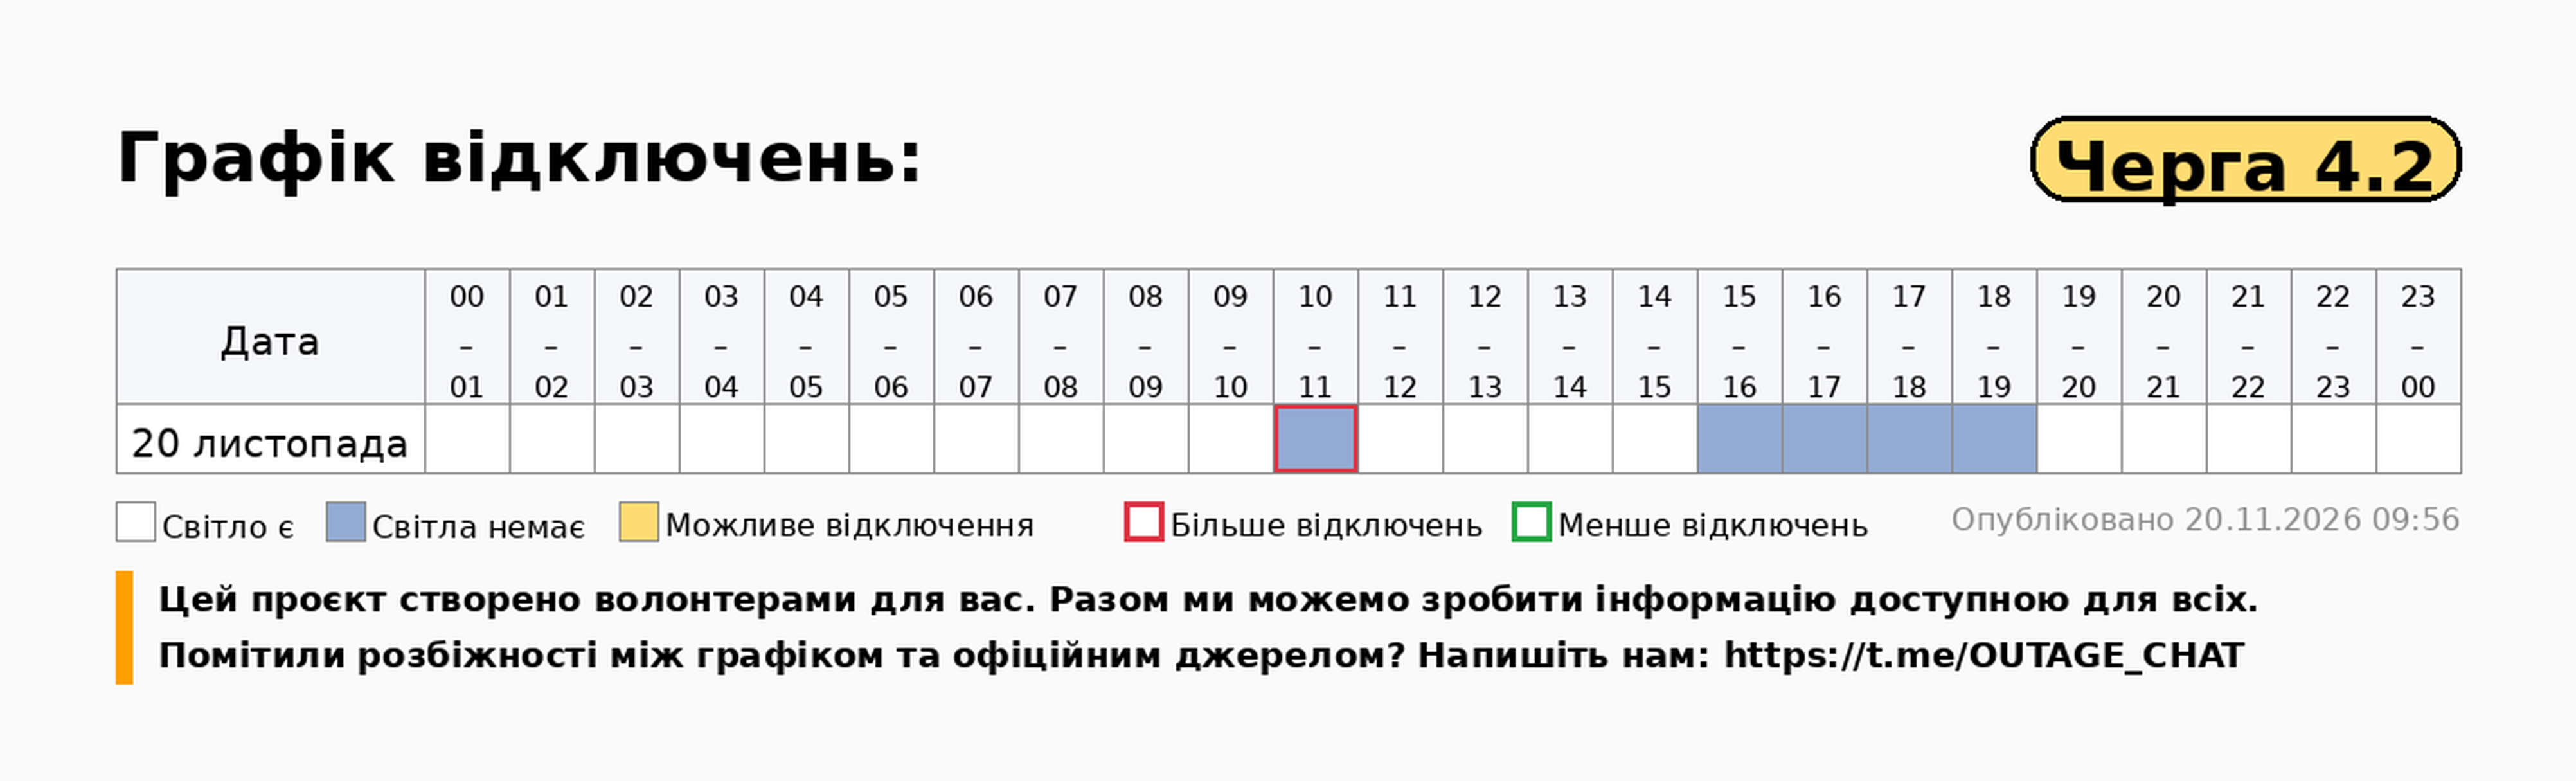 Графік відключень:
Черга 4.2
Дата
00 – 01
01 – 02
02 – 03
03 – 04
04 – 05
05 – 06
06 – 07
07 – 08
08 – 09
09 – 10
10 – 11
11 – 12
12 – 13
13 – 14
14 – 15
15 – 16
16 – 17
17 – 18
18 – 19
19 – 20
20 – 21
21 – 22
22 – 23
23 – 00
20 листопада
Світло є
Світла немає
Можливе відключення
Більше відключень
Менше відключень
Опубліковано 20.11.2026 09:56
Цей проєкт створено волонтерами для вас. Разом ми можемо зробити інформацію доступною для всіх.
Помітили розбіжності між графіком та офіційним джерелом? Напишіть нам: https://t.me/OUTAGE_CHAT